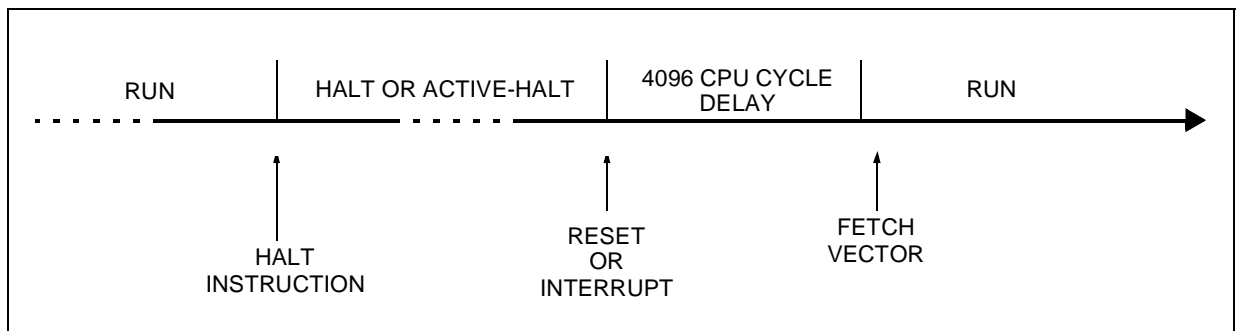 RUN
HALT OR ACTIVE-HALT
4096 CPU CYCLE
DELAY
RUN
HALT
INSTRUCTION
RESET
OR
INTERRUPT
FETCH
VECTOR